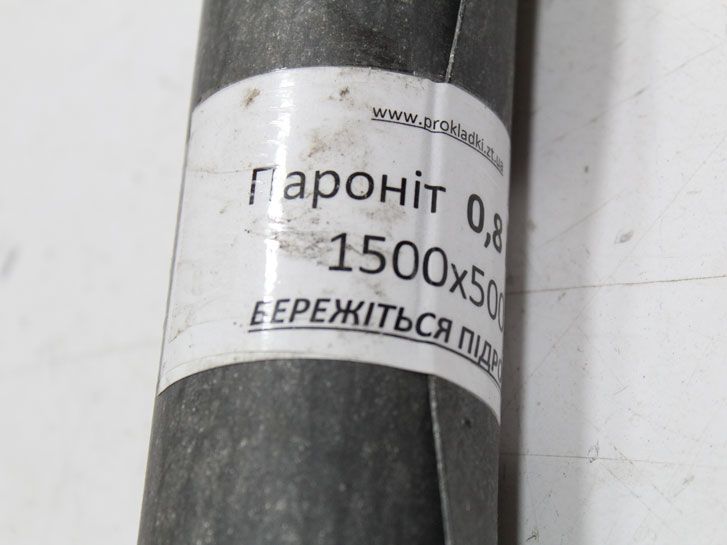 www.prokladki.zt.ua
Пароніт 0,8
1500x500
БЕРЕЖІТЬСЯ